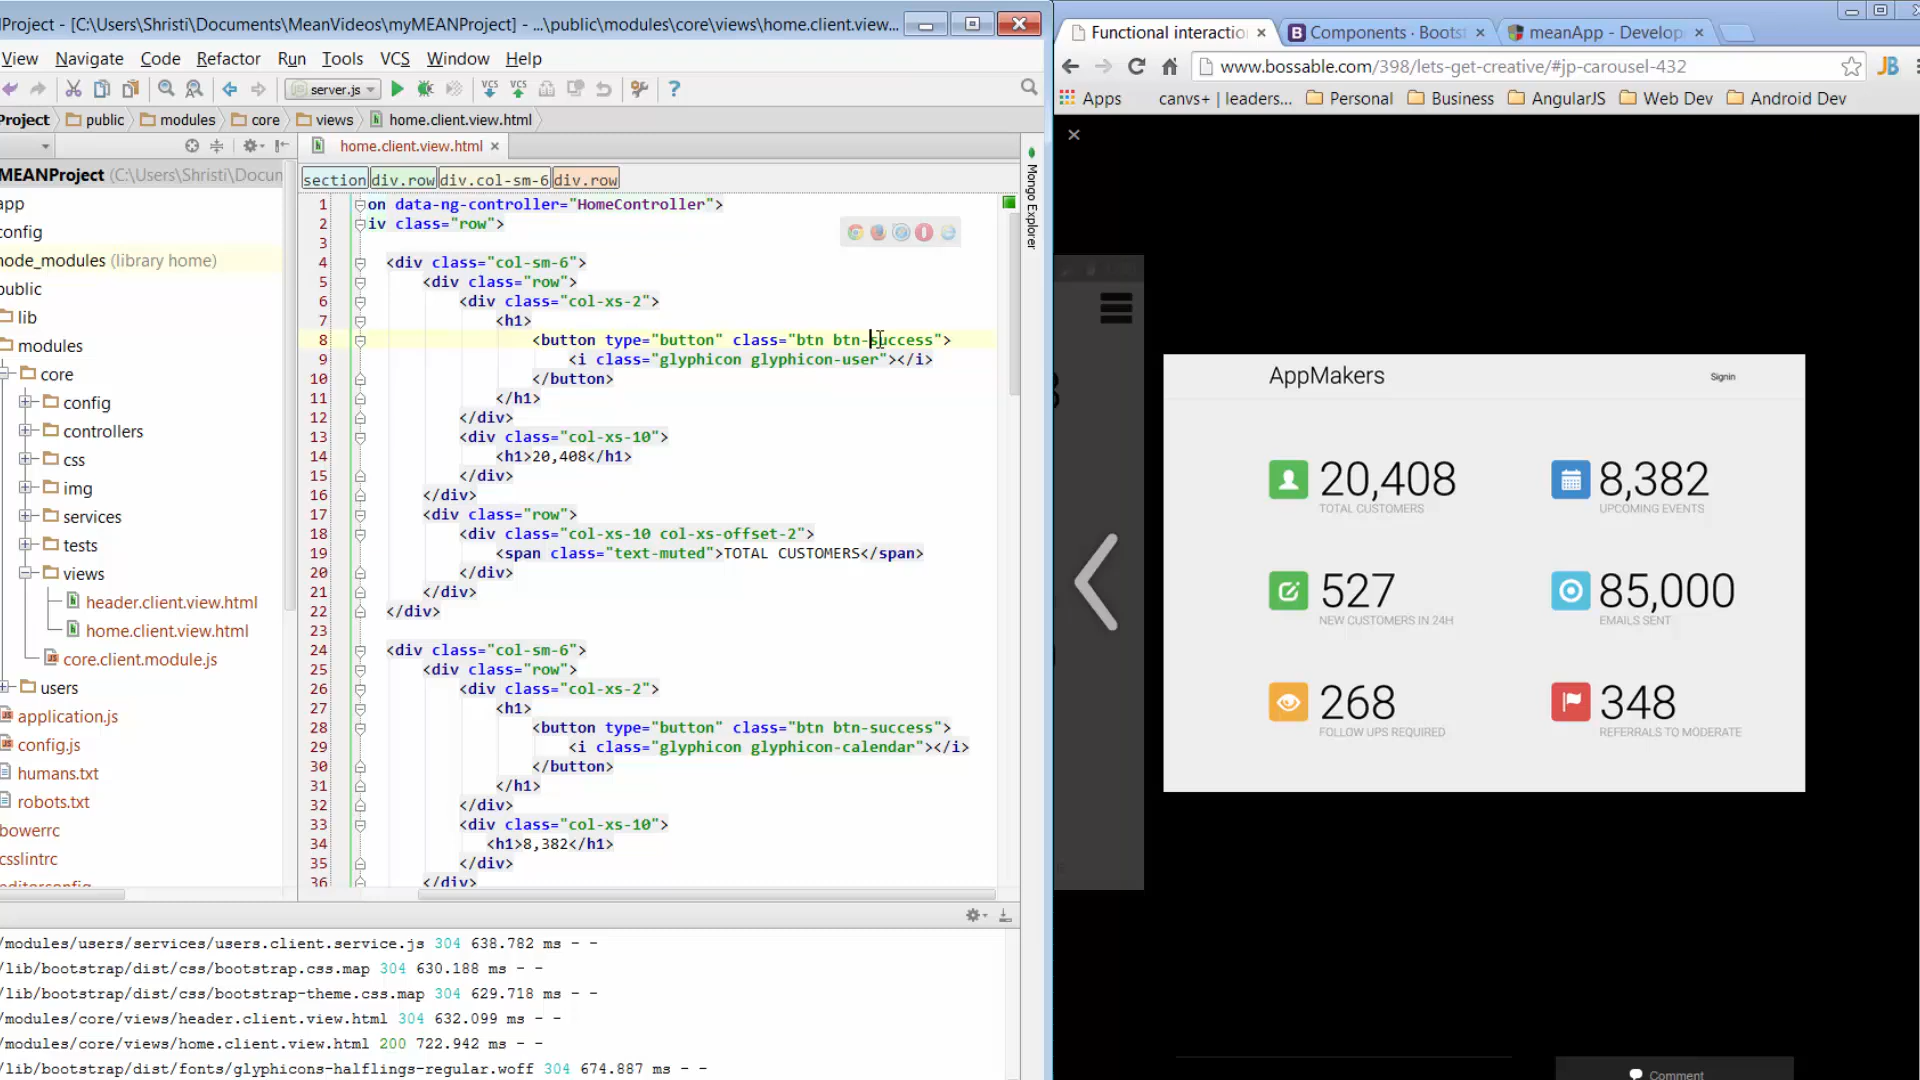 Project - [C:\Users\Shristi\Documents\MeanVideos\myMEANProject] - ...\public\modules\core\views\home.client.view...
View Navigate Code Refactor Run Tools VCS Window Help
server.js
VCS VCS
Project public modules core views home.client.view.html
home.client.view.html
MEANProject (C:\Users\Shristi\Docum
app
config
node_modules (library home)
public
lib
modules
core
config
controllers
css
img
services
tests
views
header.client.view.html
home.client.view.html
core.client.module.js
users
application.js
config.js
humans.txt
robots.txt
bowerrc
csslintrc
editorconfig
section div.row div.col-sm-6 div.row
1 on data-ng-controller="HomeController">
2 iv class="row">
3
4 <div class="col-sm-6">
5 <div class="row">
6 <div class="col-xs-2">
7 <h1>
8 <button type="button" class="btn btn-success">
9 <i class="glyphicon glyphicon-user"></i>
10 </button>
11 </h1>
12 </div>
13 <div class="col-xs-10">
14 <h1>20,408</h1>
15 </div>
16 </div>
17 <div class="row">
18 <div class="col-xs-10 col-xs-offset-2">
19 <span class="text-muted">TOTAL CUSTOMERS</span>
20 </div>
21 </div>
22 </div>
23
24 <div class="col-sm-6">
25 <div class="row">
26 <div class="col-xs-2">
27 <h1>
28 <button type="button" class="btn btn-success">
29 <i class="glyphicon glyphicon-calendar"></i>
30 </button>
31 </h1>
32 </div>
33 <div class="col-xs-10">
34 <h1>8,382</h1>
35 </div>
36 </div>
Mongo Explorer
/modules/users/services/users.client.service.js 304 638.782 ms - -
/lib/bootstrap/dist/css/bootstrap.css.map 304 630.188 ms - -
/lib/bootstrap/dist/css/bootstrap-theme.css.map 304 629.718 ms - -
/modules/core/views/header.client.view.html 304 632.099 ms - -
/modules/core/views/home.client.view.html 200 722.942 ms - -
/lib/bootstrap/dist/fonts/glyphicons-halflings-regular.woff 304 674.887 ms - -
Functional interactio Components · Bootst meanApp - Develop
www.bossable.com/398/lets-get-creative/#jp-carousel-432
JB
Apps canvs+ | leaders... Personal Business AngularJS Web Dev Android Dev
AppMakers Signin
20,408 8,382
TOTAL CUSTOMERS UPCOMING EVENTS
527 85,000
NEW CUSTOMERS IN 24H EMAILS SENT
268 348
FOLLOW UPS REQUIRED REFERRALS TO MODERATE
Comment